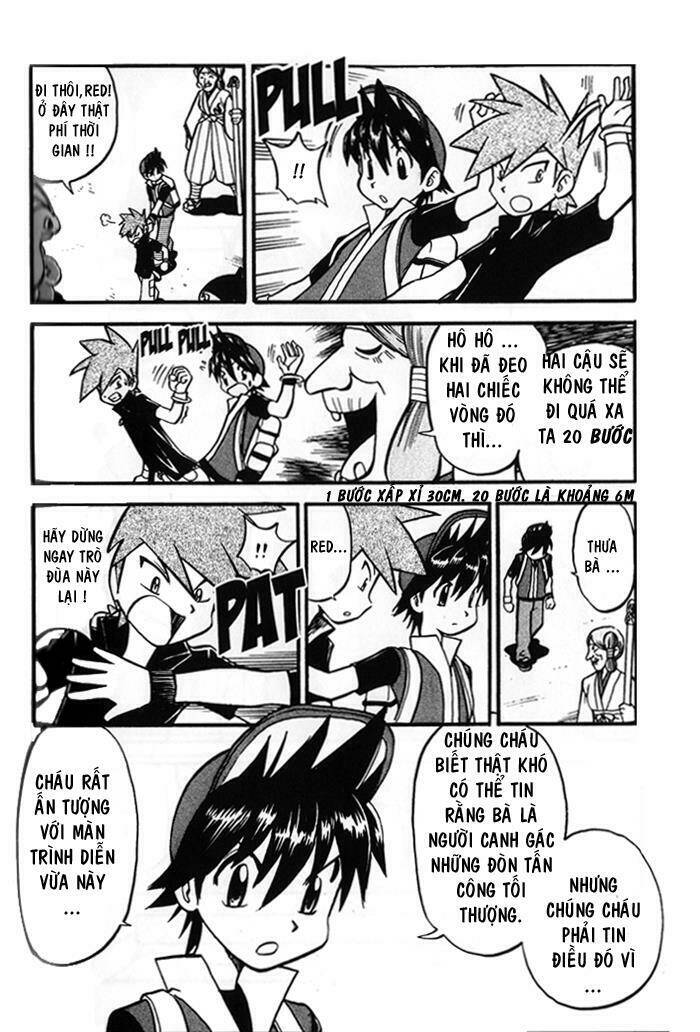 ĐI THÔI,RED!
Ở ĐÂY THẬT
PHÍ THỜI
GIAN !!
PULL
!!
PULL PULL
HÔ HÔ ...
KHI ĐÃ ĐEO
HAI CHIẾC
VÒNG ĐÓ
THÌ...
HAI CẬU SẼ
KHÔNG THỂ
ĐI QUÁ XA
TA 20 BƯỚC
1 BƯỚC XẤP XỈ 30CM. 20 BƯỚC LÀ KHOẢNG 6M
HÃY DỪNG
NGAY TRÒ
ĐÙA NÀY
LẠI !
!!
PAT
RED...
THƯA
BÀ ...
CHÁU RẤT
ẤN TƯỢNG
VỚI MÀN
TRÌNH DIỄN
VỪA NÀY
...
CHÚNG CHÁU
BIẾT THẬT KHÓ
CÓ THỂ TIN
RẰNG BÀ LÀ
NGƯỜI CANH GÁC
NHỮNG ĐÒN TẤN
CÔNG TỐI
THƯỢNG.
NHƯNG
CHÚNG CHÁU
PHẢI TIN
ĐIỀU ĐÓ VÌ
...